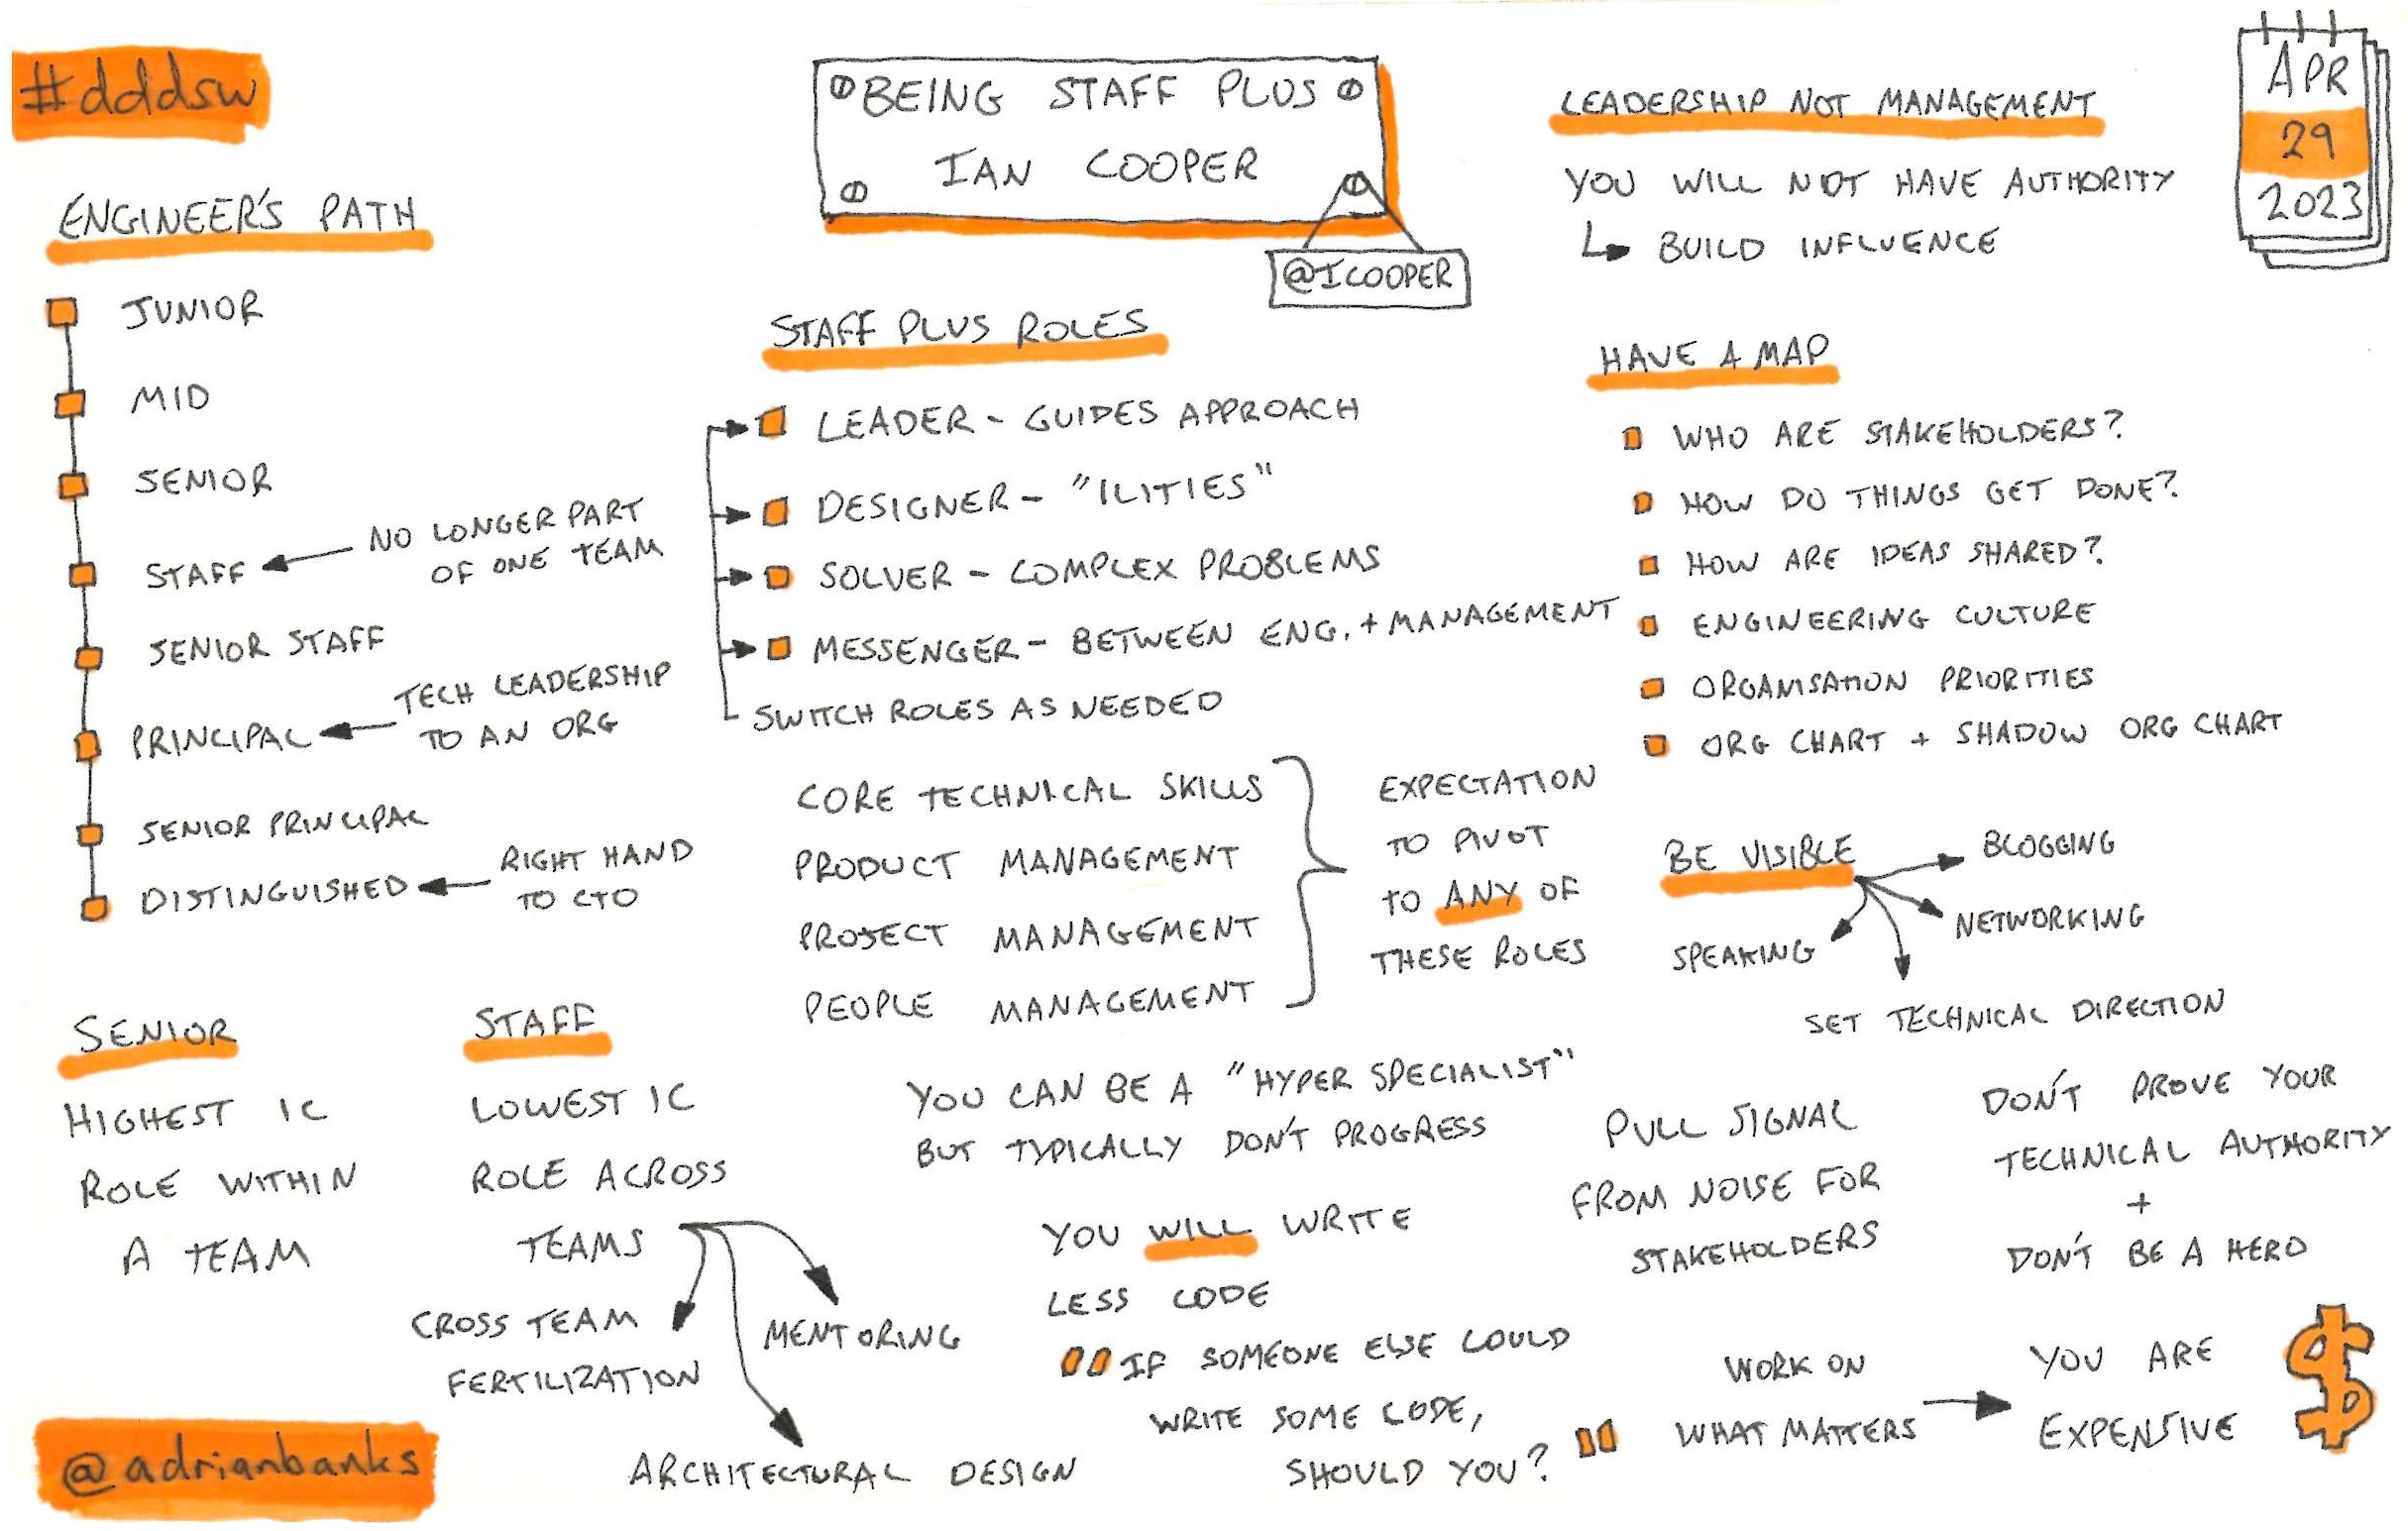 #dddsw
BEING STAFF PLUS
IAN COOPER
@ICOOPER
APR
29
2023
ENGINEER'S PATH
JUNIOR
MID
SENIOR
STAFF
NO LONGER PART
OF ONE TEAM
SENIOR STAFF
PRINCIPAL
TECH LEADERSHIP
TO AN ORG
SENIOR PRINCIPAL
DISTINGUISHED
RIGHT HAND
TO CTO
SENIOR
HIGHEST IC
ROLE WITHIN
A TEAM
STAFF
LOWEST IC
ROLE ACROSS
TEAMS
CROSS TEAM
FERTILIZATION
MENTORING
ARCHITECTURAL DESIGN
@adrianbanks
STAFF PLUS ROLES
LEADER - GUIDES APPROACH
DESIGNER - "ILITIES"
SOLVER - COMPLEX PROBLEMS
MESSENGER - BETWEEN ENG. + MANAGEMENT
SWITCH ROLES AS NEEDED
CORE TECHNICAL SKILLS
PRODUCT MANAGEMENT
PROJECT MANAGEMENT
PEOPLE MANAGEMENT
EXPECTATION
TO PIVOT
TO ANY OF
THESE ROLES
YOU CAN BE A "HYPER SPECIALIST"
BUT TYPICALLY DON'T PROGRESS
YOU WILL WRITE
LESS CODE
"IF SOMEONE ELSE COULD
WRITE SOME CODE,
SHOULD YOU?"
LEADERSHIP NOT MANAGEMENT
YOU WILL NOT HAVE AUTHORITY
BUILD INFLUENCE
HAVE A MAP
WHO ARE STAKEHOLDERS?
HOW DO THINGS GET DONE?
HOW ARE IDEAS SHARED?
ENGINEERING CULTURE
ORGANISATION PRIORITIES
ORG CHART + SHADOW ORG CHART
BE VISIBLE
BLOGGING
NETWORKING
SPEAKING
SET TECHNICAL DIRECTION
PULL SIGNAL
FROM NOISE FOR
STAKEHOLDERS
DON'T PROVE YOUR
TECHNICAL AUTHORITY
+
DON'T BE A HERO
WORK ON
WHAT MATTERS
YOU ARE
EXPENSIVE
$